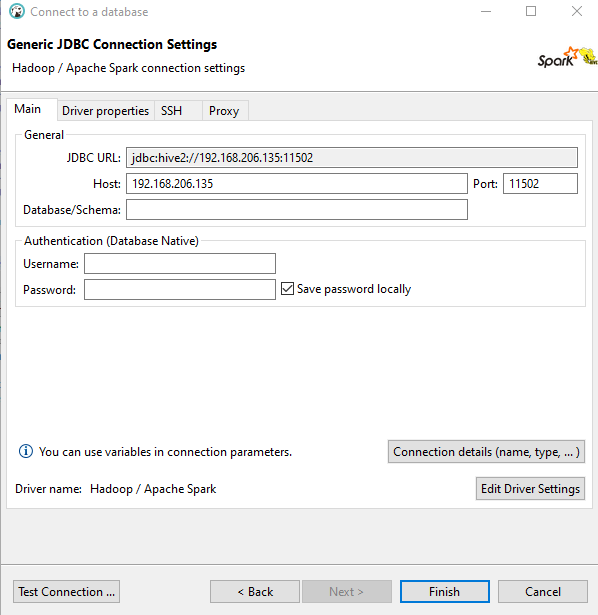 Connect to a database
Generic JDBC Connection Settings
Hadoop / Apache Spark connection settings
Spark
Main Driver properties SSH Proxy
General
JDBC URL: jdbc:hive2://192.168.206.135:11502
Host: 192.168.206.135 Port: 11502
Database/Schema:
Authentication (Database Native)
Username:
Password: Save password locally
You can use variables in connection parameters. Connection details (name, type, ... )
Driver name: Hadoop / Apache Spark Edit Driver Settings
Test Connection ... < Back Next > Finish Cancel